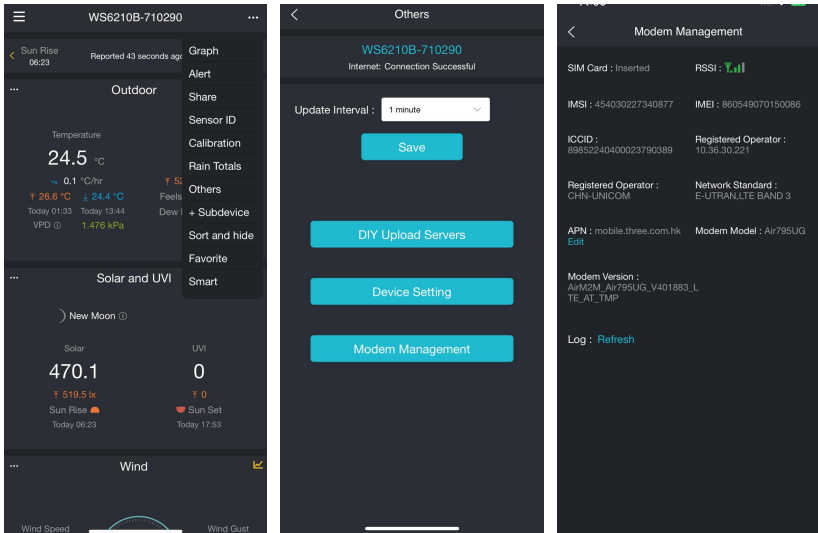 WS6210B-710290
Sun Rise
06:23
Reported 43 seconds ago
Graph
Alert
Share
Sensor ID
Calibration
Rain Totals
Others
+ Subdevice
Sort and hide
Favorite
Smart
Outdoor
Temperature
24.5 °C
0.1 °C/hr
26.6 °C 24.4 °C
Today 01:33 Today 13:44
VPD 1.476 kPa
Feels
Dew
Solar and UVI
New Moon
Solar UVI
470.1 0
519.5 lx 0
Sun Rise Sun Set
Today 06:23 Today 17:53
Wind
Wind Speed Wind Gust
Others
WS6210B-710290
Internet: Connection Successful
Update Interval : 1 minute
Save
DIY Upload Servers
Device Setting
Modem Management
Modem Management
SIM Card : Inserted RSSI :
IMSI : 454030227340877 IMEI : 860549070150086
ICCID : Registered Operator :
89852240400023790389 10.36.30.221
Registered Operator : Network Standard :
CHN-UNICOM E-UTRAN,LTE BAND 3
APN : mobile.three.com.hk Modem Model : Air795UG
Edit
Modem Version :
AirM2M_Air795UG_V401883_L
TE_AT_TMP
Log : Refresh